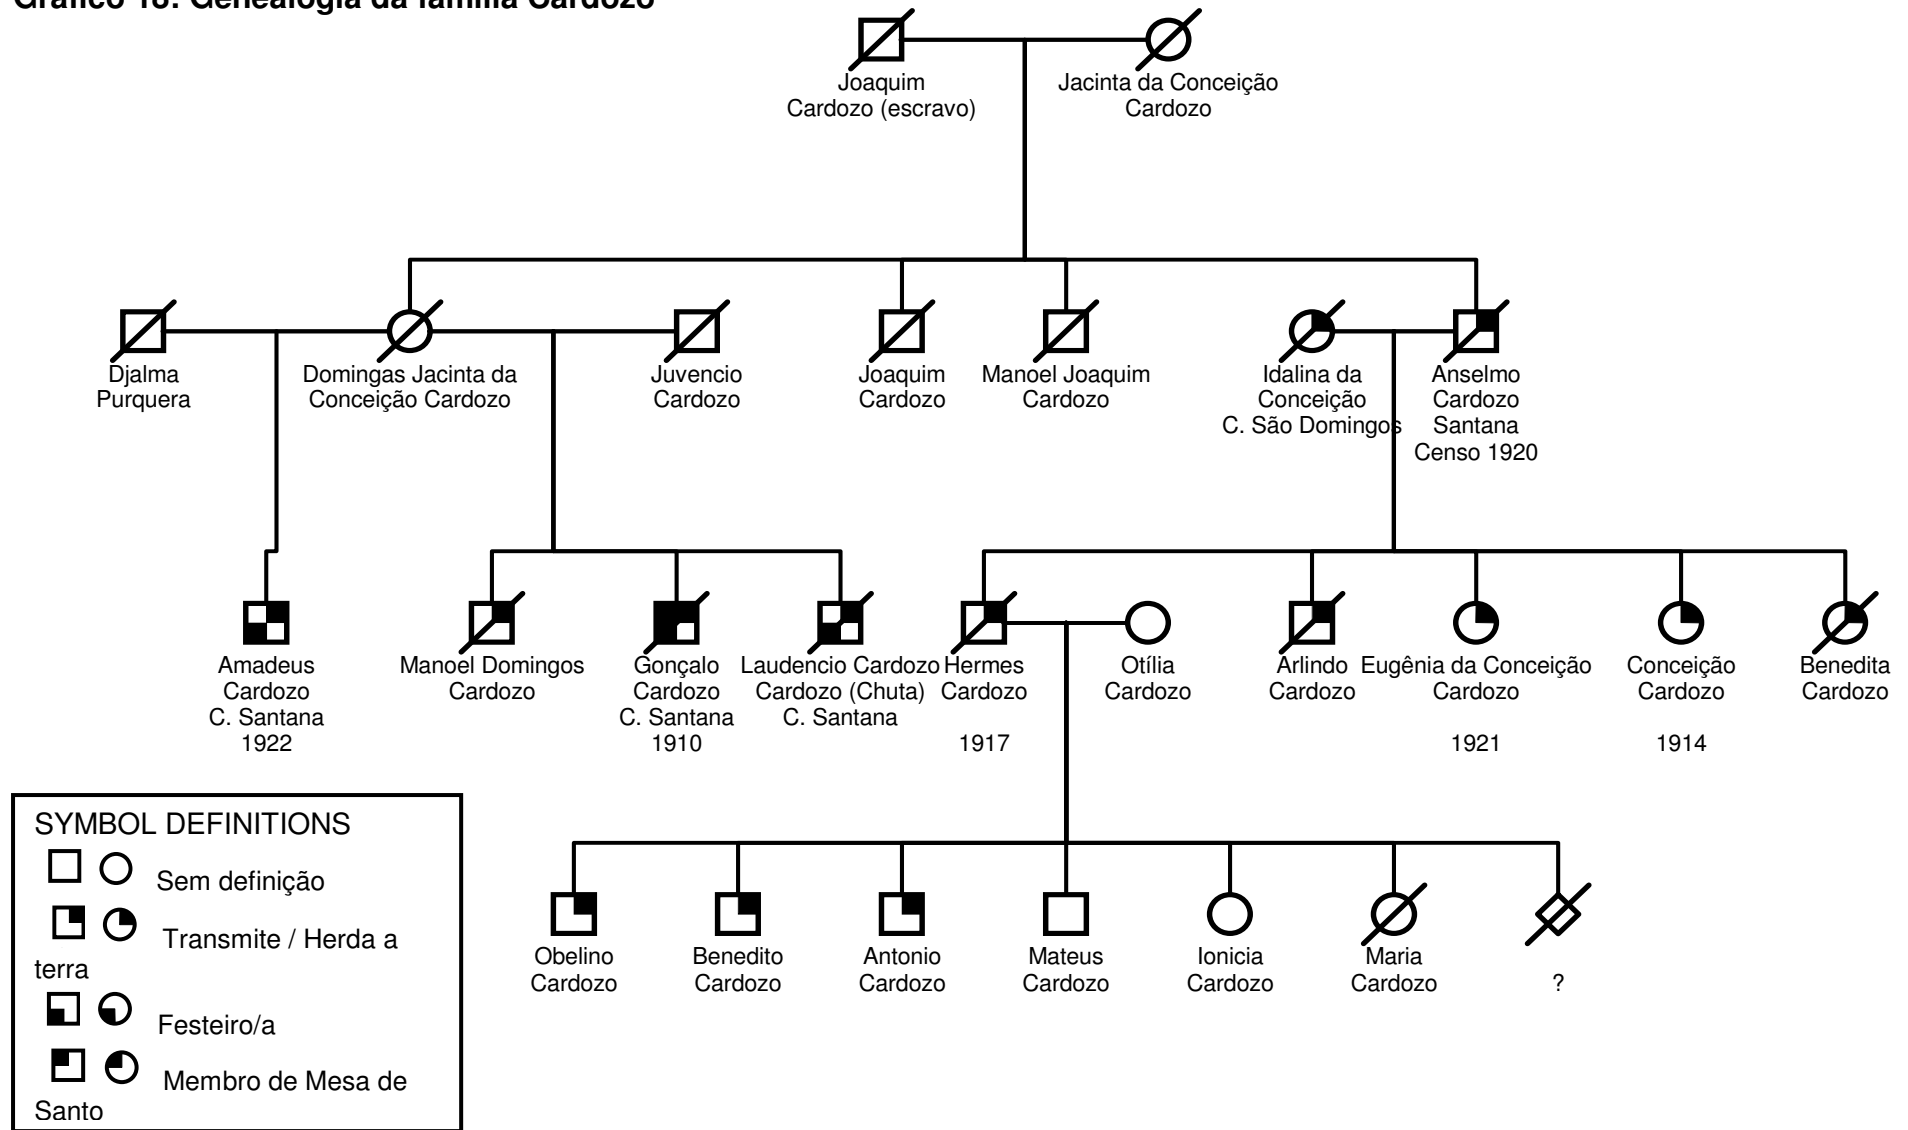 Gráfico 18: Genealogia da família Cardozo
Joaquim
Cardozo (escravo)
Jacinta da Conceição
Cardozo
Djalma
Purquera
Domingas Jacinta da
Conceição Cardozo
Juvencio
Cardozo
Joaquim
Cardozo
Manoel Joaquim
Cardozo
Idalina da
Conceição
C. São Domingos
Anselmo
Cardozo
Santana
Censo 1920
Amadeus
Cardozo
C. Santana
1922
Manoel Domingos
Cardozo
Gonçalo
Cardozo
C. Santana
1910
Laudencio Cardozo
Cardozo (Chuta)
C. Santana
Hermes
Cardozo
1917
Otília
Cardozo
Arlindo
Cardozo
Eugênia da Conceição
Cardozo
1921
Conceição
Cardozo
1914
Benedita
Cardozo
Obelino
Cardozo
Benedito
Cardozo
Antonio
Cardozo
Mateus
Cardozo
Ionicia
Cardozo
Maria
Cardozo
?
SYMBOL DEFINITIONS
Sem definição
Transmite / Herda a
terra
Festeiro/a
Membro de Mesa de
Santo